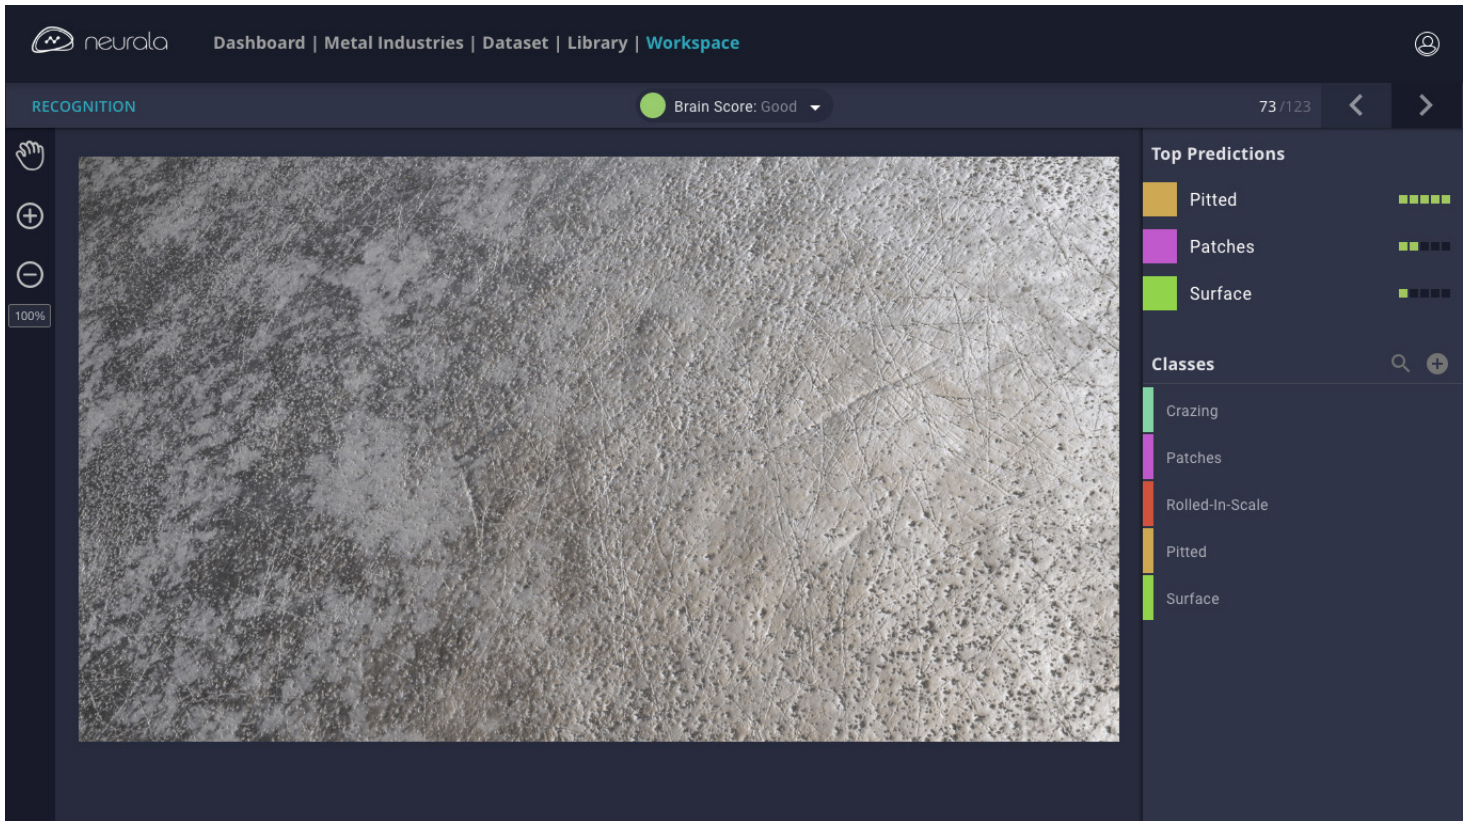 neurala
Dashboard | Metal Industries | Dataset | Library | Workspace
RECOGNITION
Brain Score: Good
73 /123
100%
Top Predictions
Pitted
Patches
Surface
Classes
Crazing
Patches
Rolled-In-Scale
Pitted
Surface